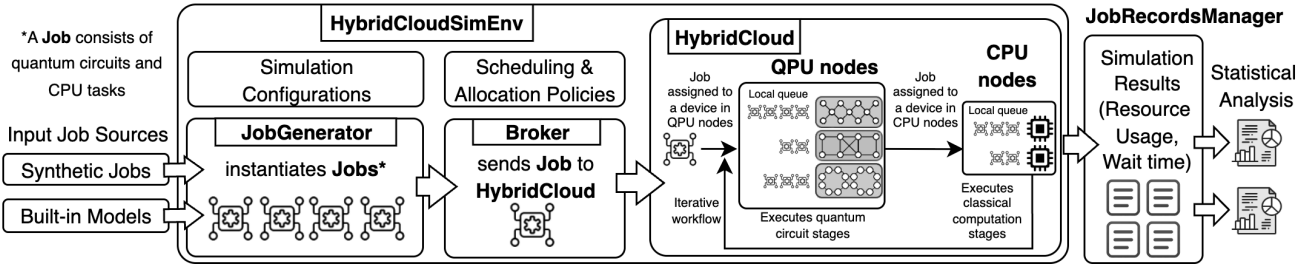 *A Job consists of
quantum circuits and
CPU tasks
Input Job Sources
Synthetic Jobs
Built-in Models
HybridCloudSimEnv
Simulation
Configurations
Scheduling &
Allocation Policies
JobGenerator
instantiates Jobs*
Broker
sends Job to
HybridCloud
HybridCloud
Job
assigned to
a device in
QPU nodes
Iterative
workflow
QPU nodes
Local queue
Executes quantum
circuit stages
Job
assigned to
a device in
CPU nodes
CPU
nodes
Local queue
Executes
classical
computation
stages
JobRecordsManager
Simulation
Results
(Resource
Usage,
Wait time)
Statistical
Analysis